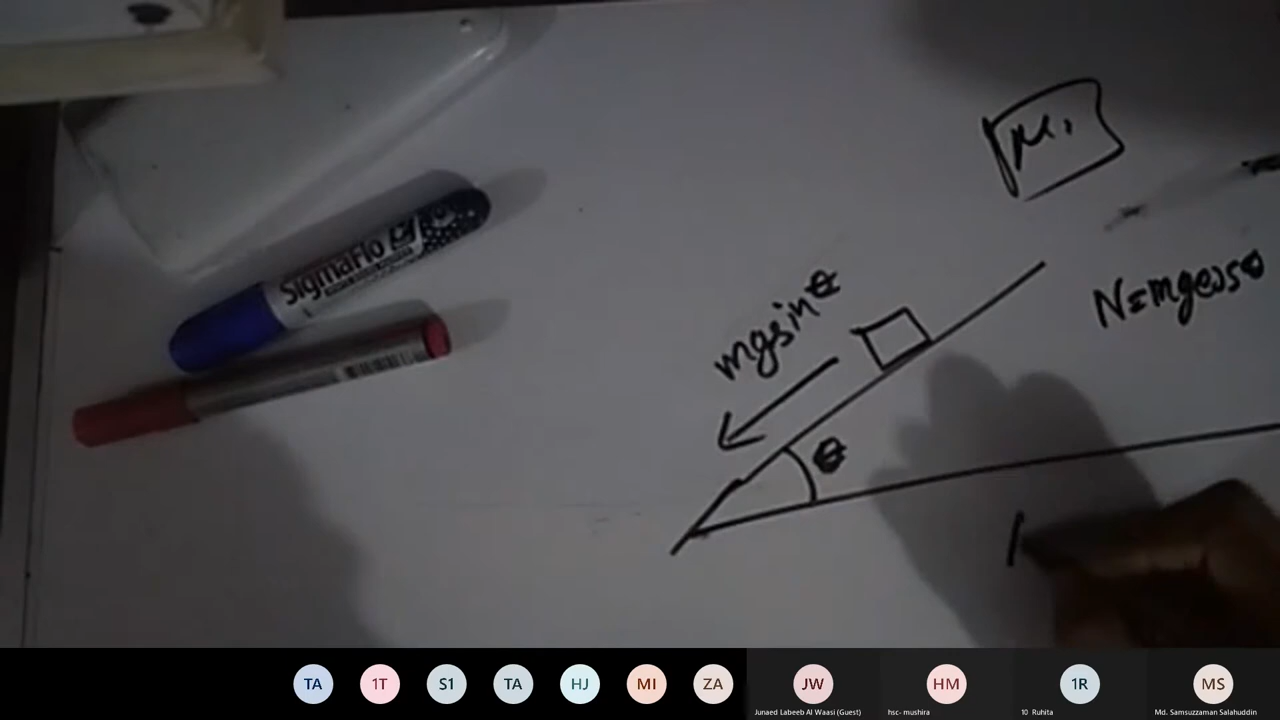 μ₁
SigmaFlo
mgsinθ
N=mgcosθ
θ
TA
1T
S1
TA
HJ
MI
ZA
JW
HM
1R
MS
Junaed Labeeb Al Waasi (Guest)
hsc- mushira
10 Ruhita
Md. Samsuzzaman Salahuddin